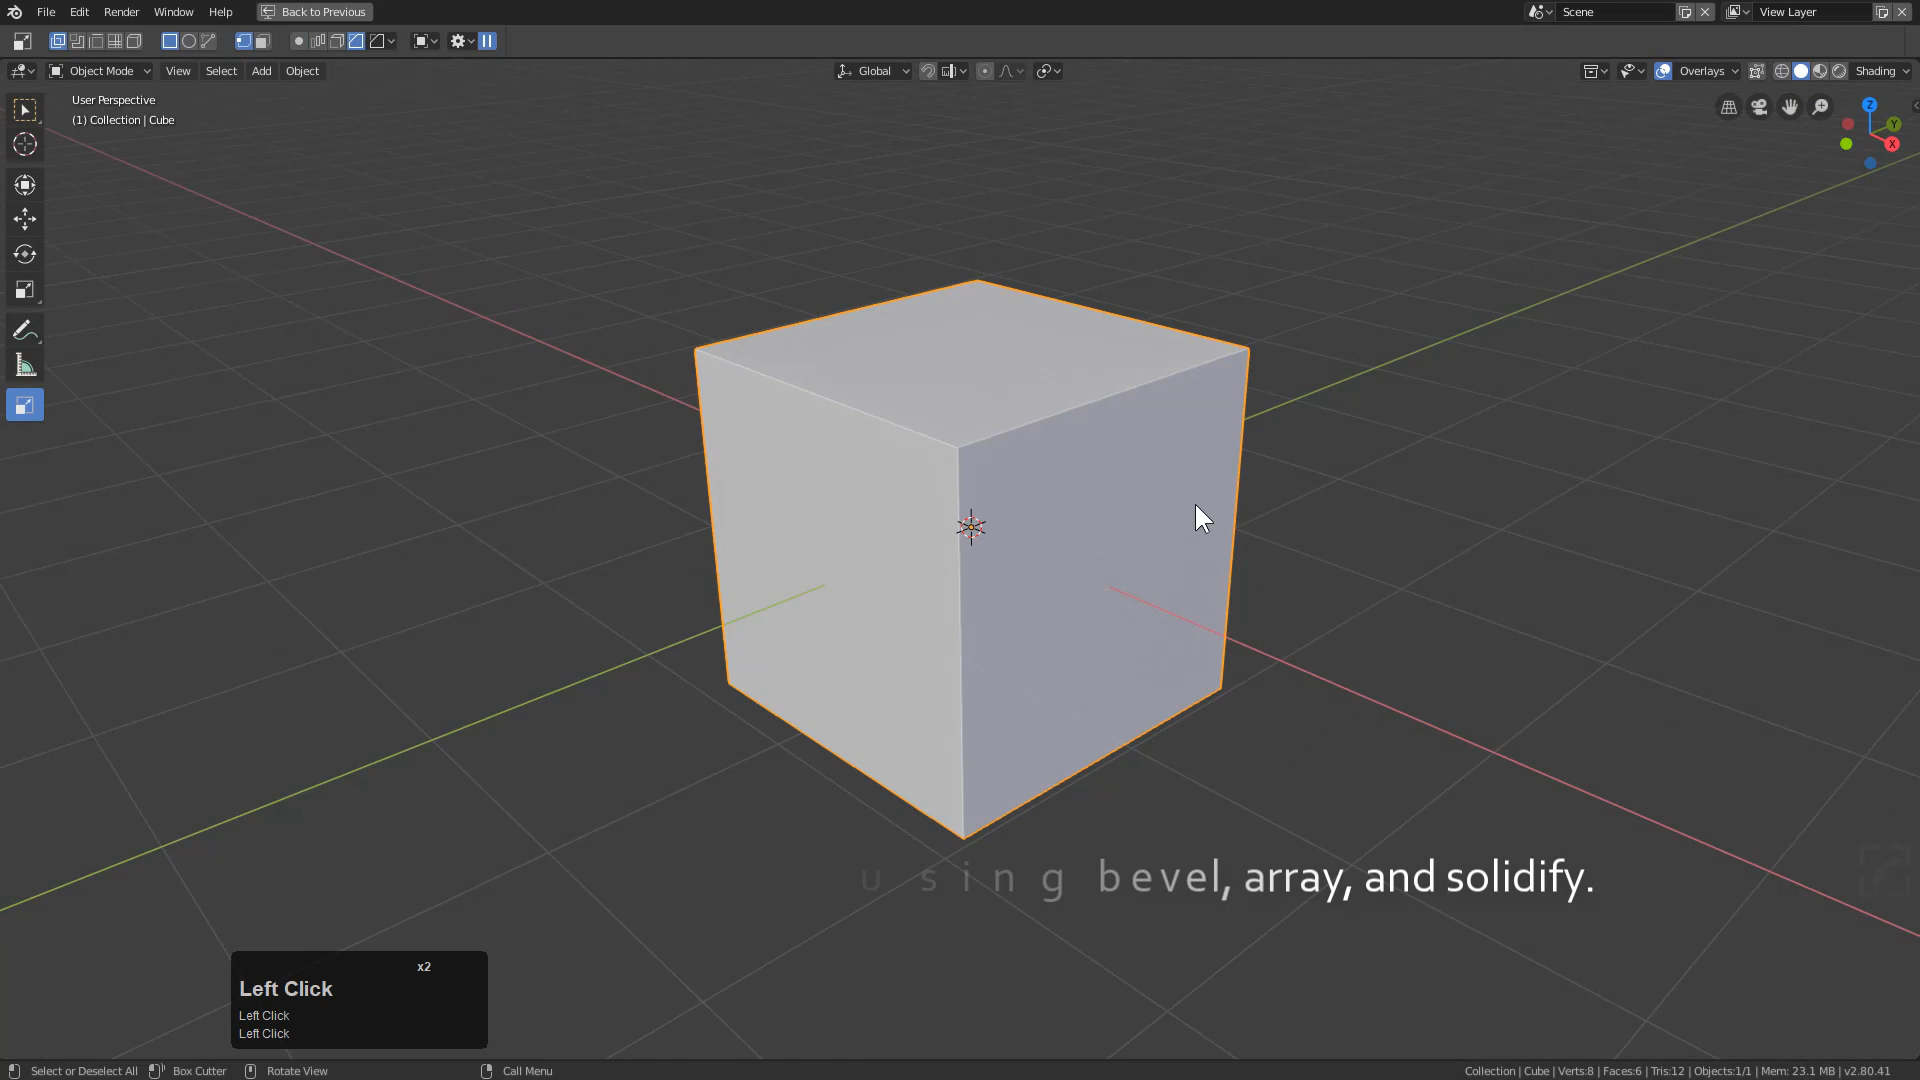 File Edit Render Window Help Back to Previous Scene View Layer
Object Mode View Select Add Object Global Overlays Shading
User Perspective
(1) Collection | Cube
Z
Y
X
using bevel, array, and solidify.
x2
Left Click
Left Click
Left Click
Select or Deselect All Box Cutter Rotate View Call Menu Collection | Cube | Verts:8 | Faces:6 | Tris:12 | Objects:1/1 | Mem: 23.1 MB | v2.80.41